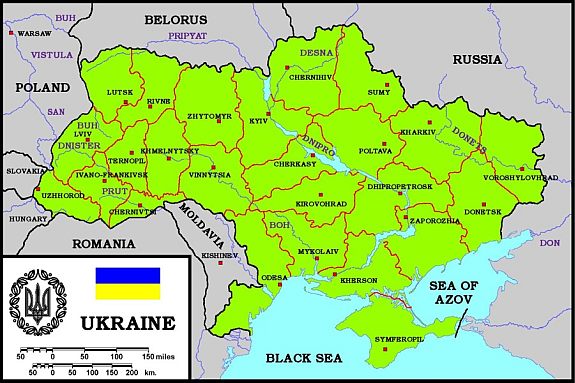 BUH
BELORUS
PRIPYAT
WARSAW
VISTULA
DESNA
RUSSIA
CHERNIHIV
POLAND
LUTSK
RIVNE
SUMY
SAN
ZHYTOMYR
KYIV
BUH
LVIV
DNISTER
KHARKIV
DONETS
DNIPRO
TERNOPIL
KHMELNYTSKY
POLTAVA
CHERKASY
SLOVAKIA
IVANO-FRANKIVSK
VINNYTSIA
VOROSHYLOVHRAD
UZHOROD
PRUT
DHIPROPETROSK
KIROVOHRAD
CHERNIVTSI
DONETSK
HUNGARY
MOLDAVIA
BOH
ZAPOROZHIA
ROMANIA
DON
KISHINEV
MYKOLAIV
ODESA
KHERSON
SEA OF
AZOV
UKRAINE
SYMFEROPIL
BLACK SEA
50 0 50 100 150 miles
50 0 50 100 150 200 km.